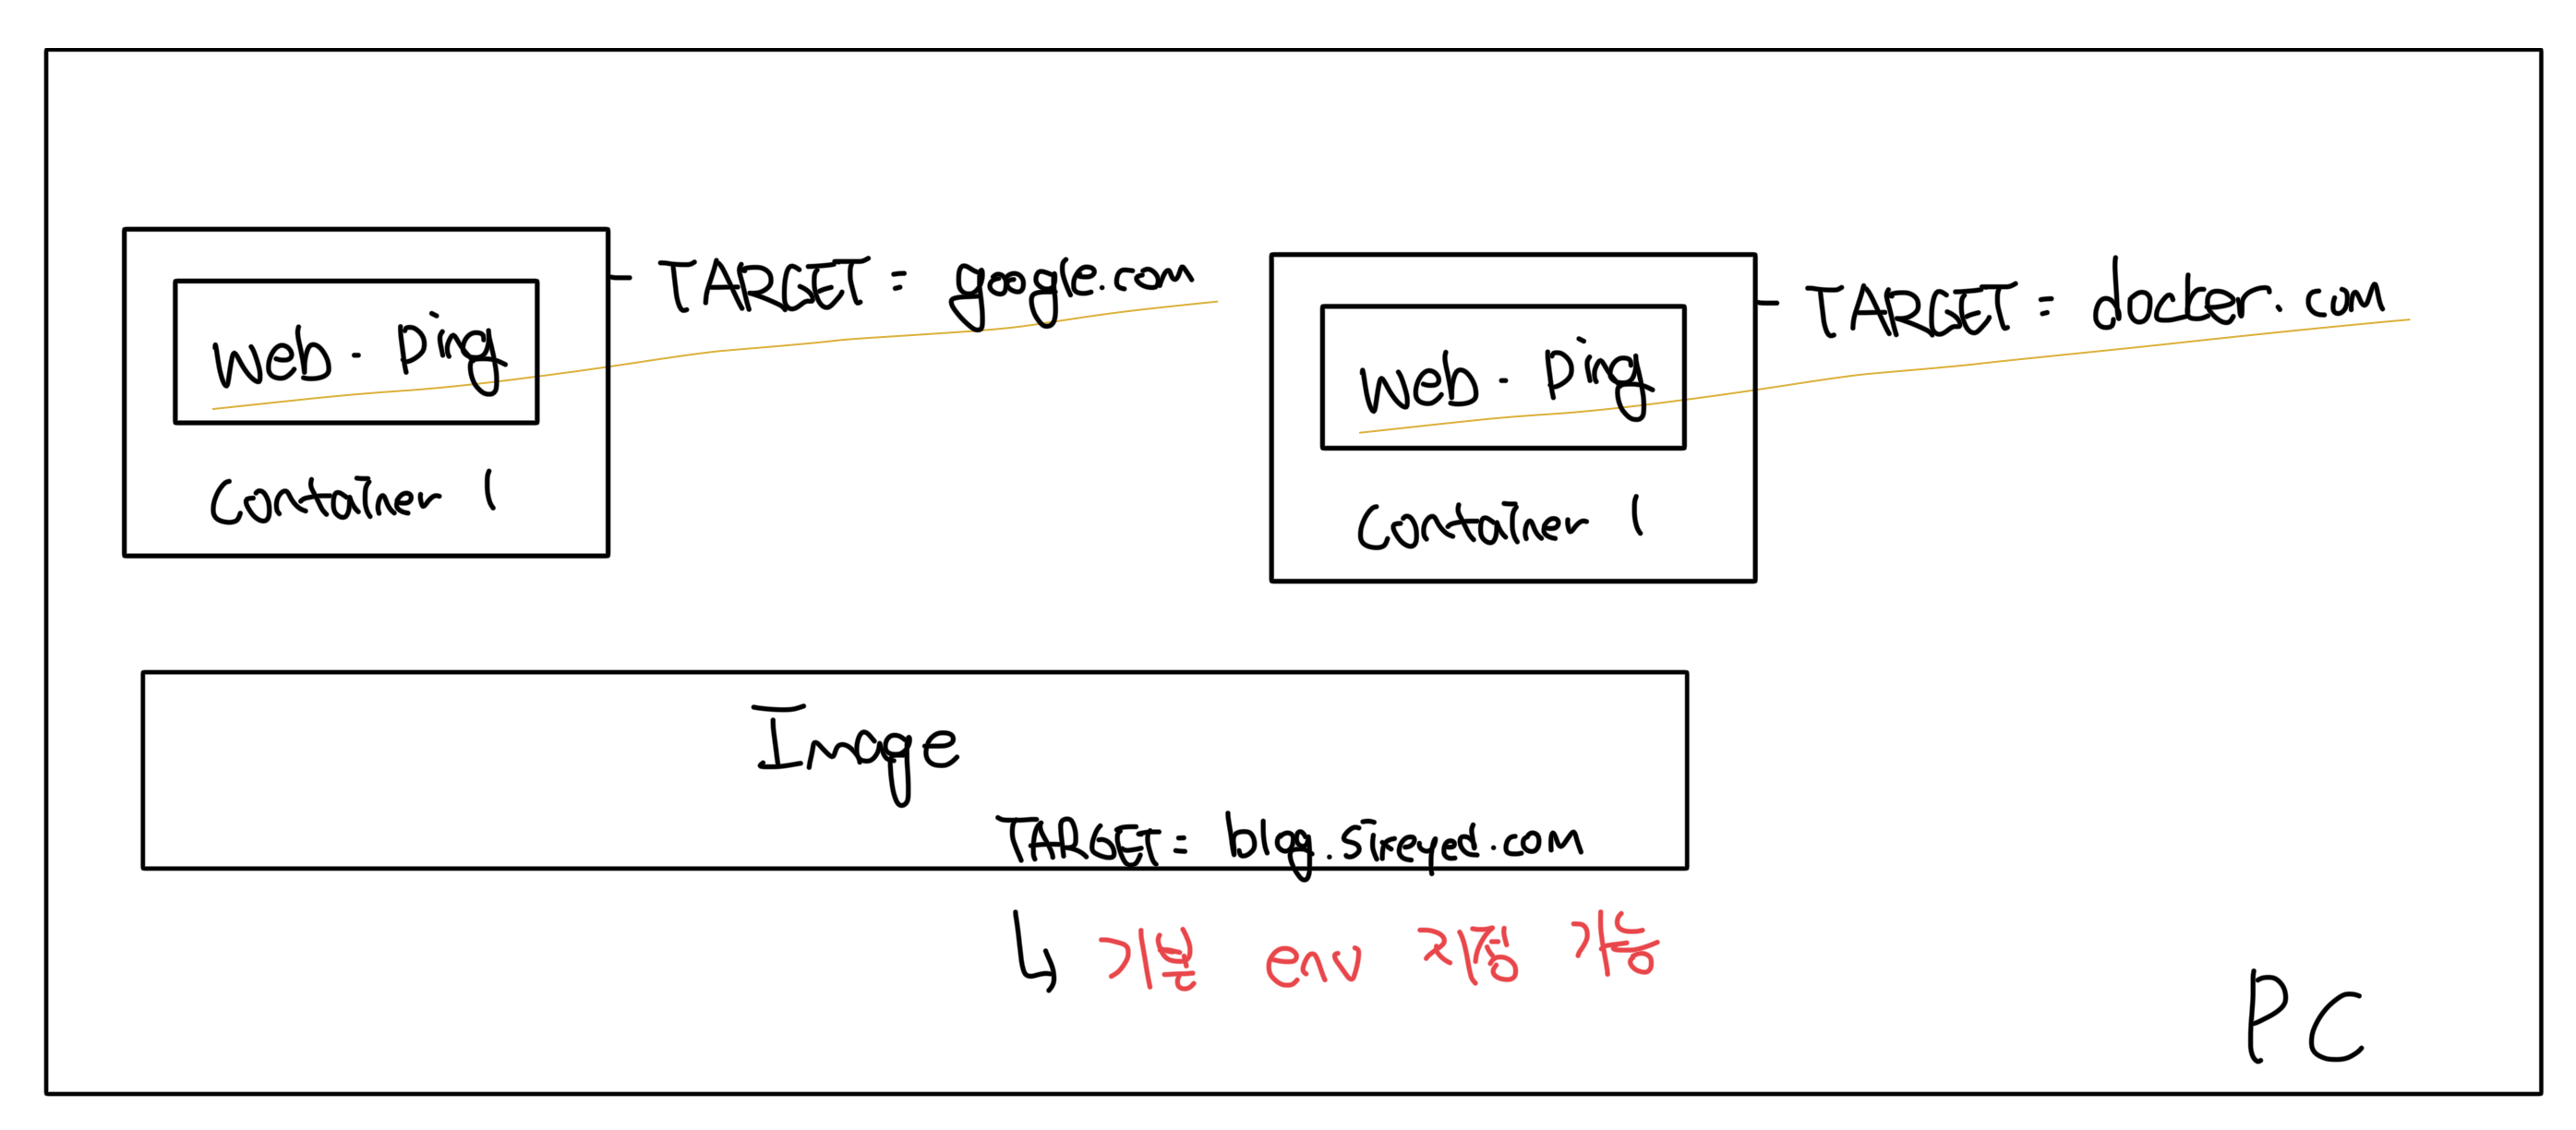 TARGET = google.com
web - ping
Container 1
TARGET = docker.com
web - ping
Container 1
Image
TARGET = blog.sixeyed.com
기본 env 지정 가능
PC